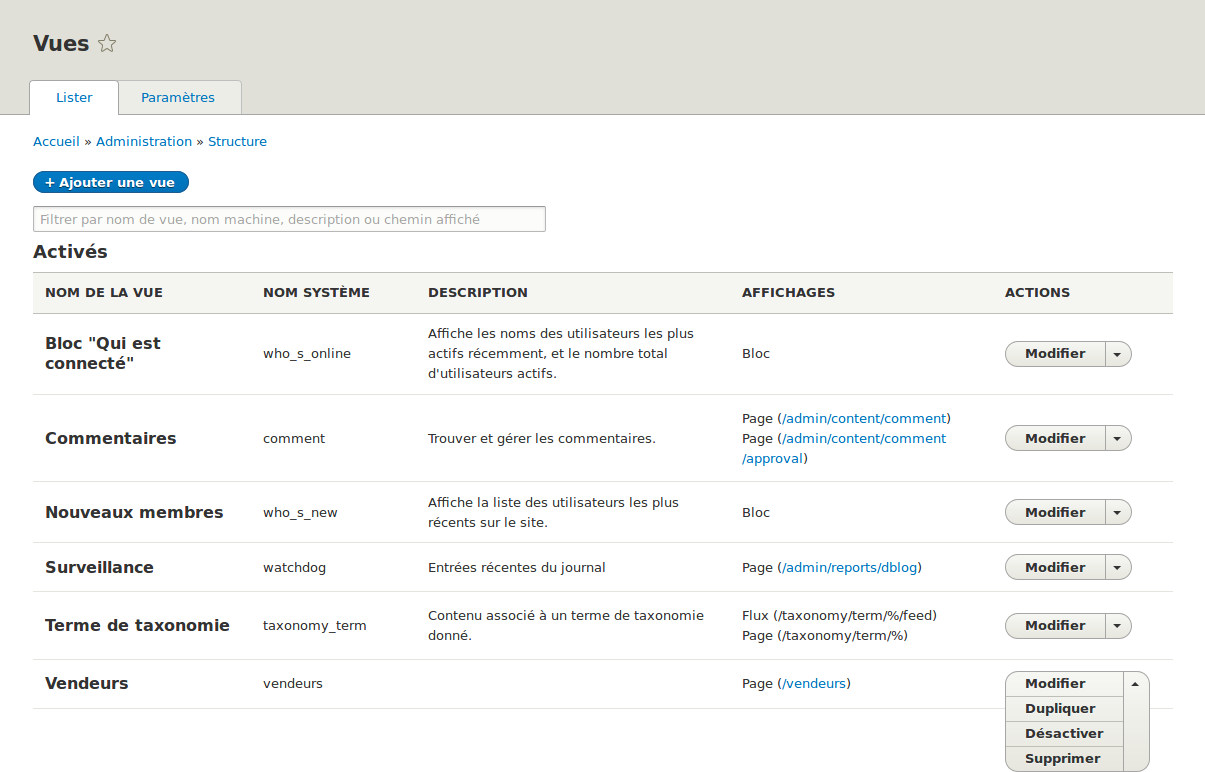 Vues
Lister Paramètres
Accueil » Administration » Structure
+ Ajouter une vue
Filtrer par nom de vue, nom machine, description ou chemin affiché
Activés
NOM DE LA VUE NOM SYSTÈME DESCRIPTION AFFICHAGES ACTIONS
Bloc "Qui est
connecté"
who_s_online
Affiche les noms des utilisateurs les plus
actifs récemment, et le nombre total
d'utilisateurs actifs.
Bloc
Modifier
Commentaires
comment
Trouver et gérer les commentaires.
Page (/admin/content/comment)
Page (/admin/content/comment
/approval)
Modifier
Nouveaux membres
who_s_new
Affiche la liste des utilisateurs les plus
récents sur le site.
Bloc
Modifier
Surveillance
watchdog
Entrées récentes du journal
Page (/admin/reports/dblog)
Modifier
Terme de taxonomie
taxonomy_term
Contenu associé à un terme de taxonomie
donné.
Flux (/taxonomy/term/%/feed)
Page (/taxonomy/term/%)
Modifier
Vendeurs
vendeurs
Page (/vendeurs)
Modifier
Dupliquer
Désactiver
Supprimer